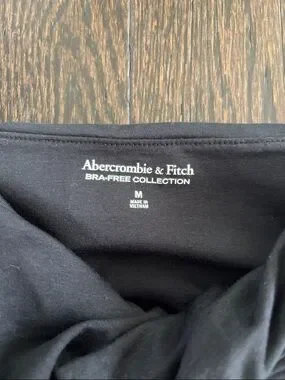 Abercrombie & Fitch
BRA-FREE COLLECTION
M
MADE IN
VIETNAM